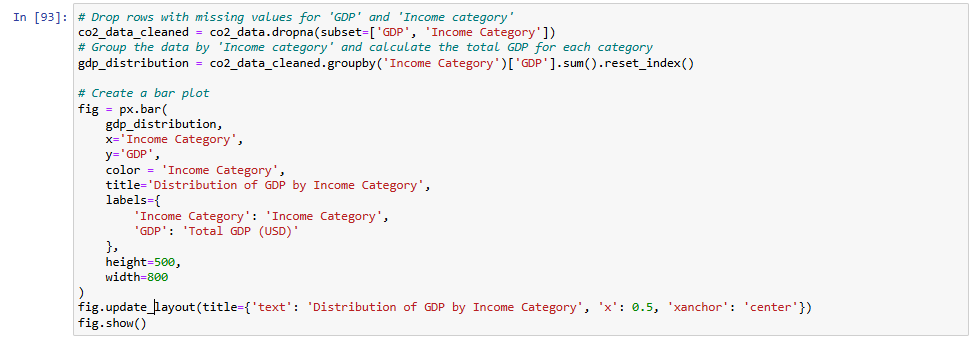 In [93]: # Drop rows with missing values for 'GDP' and 'Income category'
co2_data_cleaned = co2_data.dropna(subset=['GDP', 'Income Category'])
# Group the data by 'Income category' and calculate the total GDP for each category
gdp_distribution = co2_data_cleaned.groupby('Income Category')['GDP'].sum().reset_index()

# Create a bar plot
fig = px.bar(
    gdp_distribution,
    x='Income Category',
    y='GDP',
    color = 'Income Category',
    title='Distribution of GDP by Income Category',
    labels={
        'Income Category': 'Income Category',
        'GDP': 'Total GDP (USD)'
    },
    height=500,
    width=800
)
fig.update_layout(title={'text': 'Distribution of GDP by Income Category', 'x': 0.5, 'xanchor': 'center'})
fig.show()